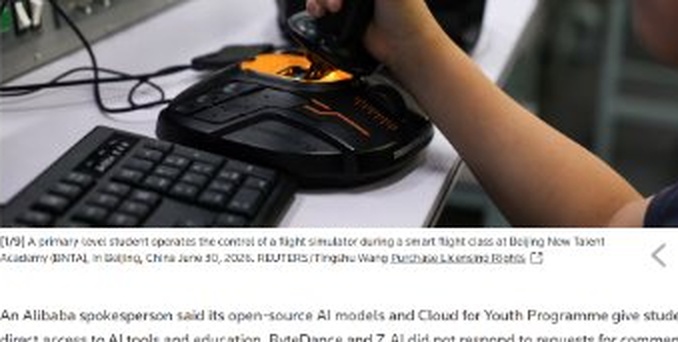 [1/9] A primary-level student operates the control of a flight simulator during a smart flight class at Beijing New Talent
Academy (BNTA), in Beijing, China June 30, 2026. REUTERS/Tingshu Wang Purchase Licensing Rights
An Alibaba spokesperson said its open-source AI models and Cloud for Youth Programme give stude
direct access to AI tools and education. ByteDance and Z.AI did not respond to requests for commen